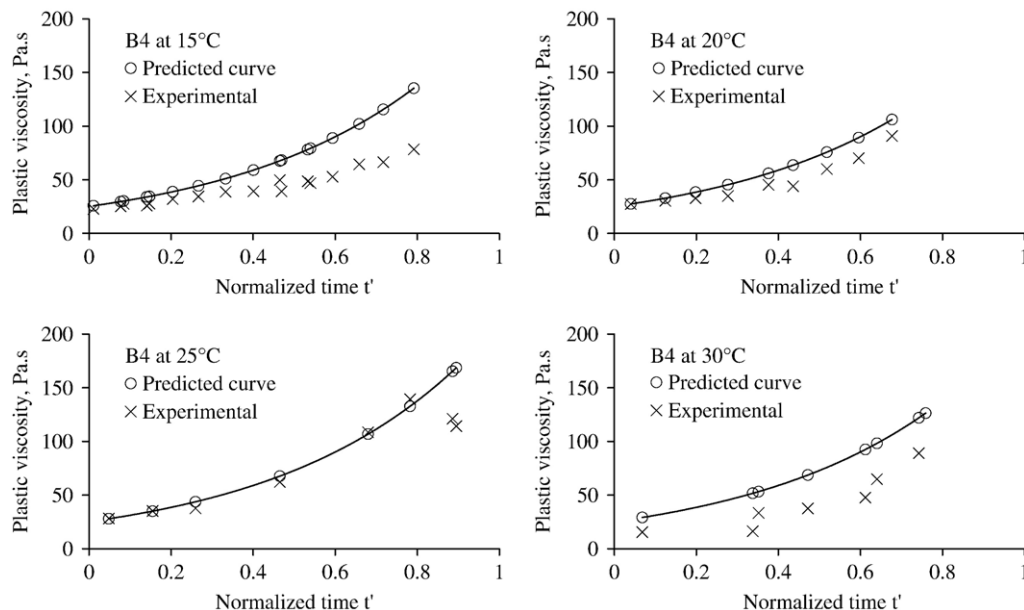 B4 at 15°C
Predicted curve
Experimental
Plastic viscosity, Pa.s
200
150
100
50
0
0 0.2 0.4 0.6 0.8 1
Normalized time t'
B4 at 20°C
Predicted curve
Experimental
Plastic viscosity, Pa.s
200
150
100
50
0
0 0.2 0.4 0.6 0.8 1
Normalized time t'
B4 at 25°C
Predicted curve
Experimental
Plastic viscosity, Pa.s
200
150
100
50
0
0 0.2 0.4 0.6 0.8 1
Normalized time t'
B4 at 30°C
Predicted curve
Experimental
Plastic viscosity, Pa.s
200
150
100
50
0
0 0.2 0.4 0.6 0.8 1
Normalized time t'